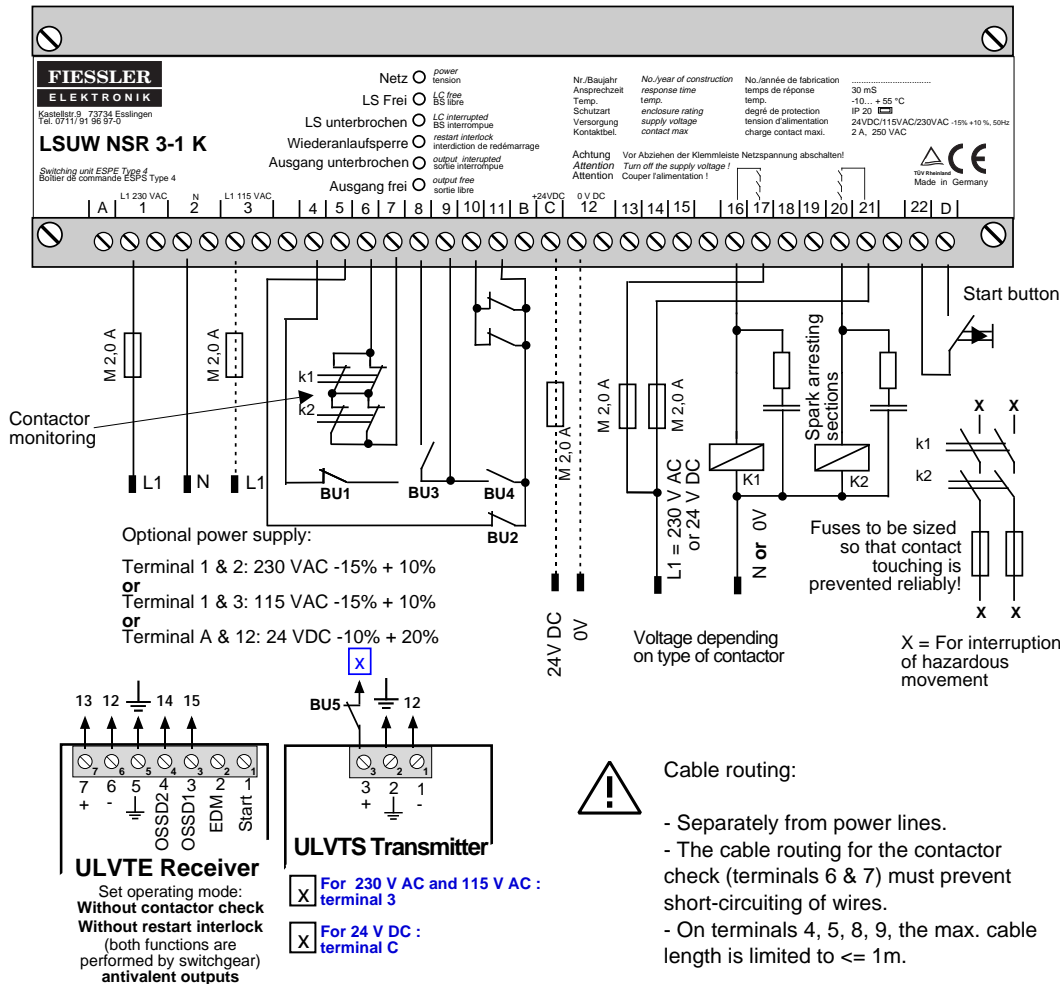 FIESSLER
ELEKTRONIK
Kastellstr.9 73734 Esslingen
Tel. 0711/ 91 96 97-0
LSUW NSR 3-1 K
Switching unit ESPE Type 4
Boîtier de commande ESPS Type 4
Netz power tension
LS Frei LC free BS libre
LS unterbrochen LC interrupted BS interrompue
Wiederanlaufsperre restart interlock interdiction de redémarrage
Ausgang unterbrochen output interrupted sortie interrompue
Ausgang frei output free sortie libre
Nr./Baujahr No./year of construction No./année de fabrication
Ansprechzeit response time temps de réponse 30 mS
Temp. temp. temp. -10... + 55 °C
Schutzart enclosure rating degré de protection IP 20
Versorgung supply voltage tension d'alimentation 24VDC/115VAC/230VAC -15% +10 %, 50Hz
Kontaktbel. contact max charge contact maxi. 2 A, 250 VAC
Achtung Vor Abziehen der Klemmleiste Netzspannung abschalten!
Attention Turn off the supply voltage !
Attention Couper l'alimentation !
TÜV Rheinland
CE
Made in Germany
L1 230 VAC N L1 115 VAC +24VDC 0 V DC
A 1 2 3 4 5 6 7 8 9 10 11 B C 12 13 14 15 16 17 18 19 20 21 22 D
Start button
M 2,0 A
M 2,0 A
M 2,0 A
M 2,0 A
M 2,0 A
Spark arresting sections
k1
k2
Contactor
monitoring
K1
K2
X X
k1
k2
X X
L1 N L1
BU1 BU3 BU4
BU2
L1 = 230 V AC
or 24 V DC
N or 0V
24V DC
0V
Fuses to be sized
so that contact
touching is
prevented reliably!
Optional power supply:
Terminal 1 & 2: 230 VAC -15% + 10%
or
Terminal 1 & 3: 115 VAC -15% + 10%
or
Terminal A & 12: 24 VDC -10% + 20%
Voltage depending
on type of contactor
X = For interruption
of hazardous
movement
X
13 12 14 15
BU5 12
7 6 5 4 3 2 1
3 2 1
7 6 5 4 3 2 1
+ - OSSD2 OSSD1 EDM Start
3 2 1
+ -
ULVTE Receiver
Set operating mode:
Without contactor check
Without restart interlock
(both functions are
performed by switchgear)
antivalent outputs
ULVTS Transmitter
X For 230 V AC and 115 V AC :
terminal 3
X For 24 V DC :
terminal C
!
Cable routing:
- Separately from power lines.
- The cable routing for the contactor
check (terminals 6 & 7) must prevent
short-circuiting of wires.
- On terminals 4, 5, 8, 9, the max. cable
length is limited to <= 1m.